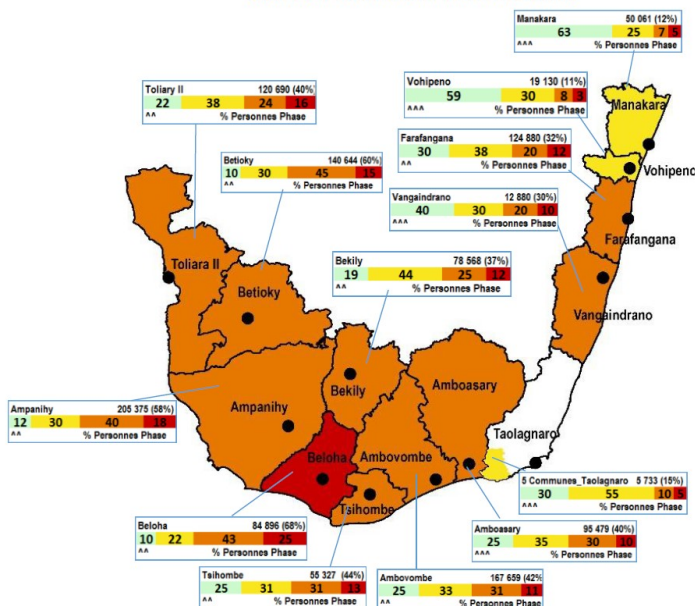 Manakara 50 061 (12%)
63 25 7 5
^^^ % Personnes Phase
Toliary II 120 690 (40%)
22 38 24 16
^^ % Personnes Phase
Vohipeno 19 130 (11%)
59 30 8 3
^^^ % Personnes Phase
Manakara
Farafangana 124 880 (32%)
30 38 20 12
^^ % Personnes Phase
Betioky 140 644 (60%)
10 30 45 15
^^ % Personnes Phase
Vohipeno
Vangaindrano 12 880 (30%)
40 30 20 10
^^^ % Personnes Phase
Farafangana
Toliara II
Bekily 78 568 (37%)
19 44 25 12
^^ % Personnes Phase
Betioky
Vangaindrano
Bekily
Amboasary
Ampanihy
Ampanihy 205 375 (58%)
12 30 40 18
^^ % Personnes Phase
Taolagnaro
Beloha
Ambovombe
5 Communes_Taolagnaro 5 733 (15%)
30 55 10 5
^^^ % Personnes Phase
Tsihombe
Beloha 84 896 (68%)
10 22 43 25
^^ % Personnes Phase
Amboasary 95 479 (40%)
25 35 30 10
^^^ % Personnes Phase
Tsihombe 55 327 (44%)
25 31 31 13
^^ % Personnes Phase
Ambovombe 167 659 (42%
25 33 31 11
^^ % Personnes Phase